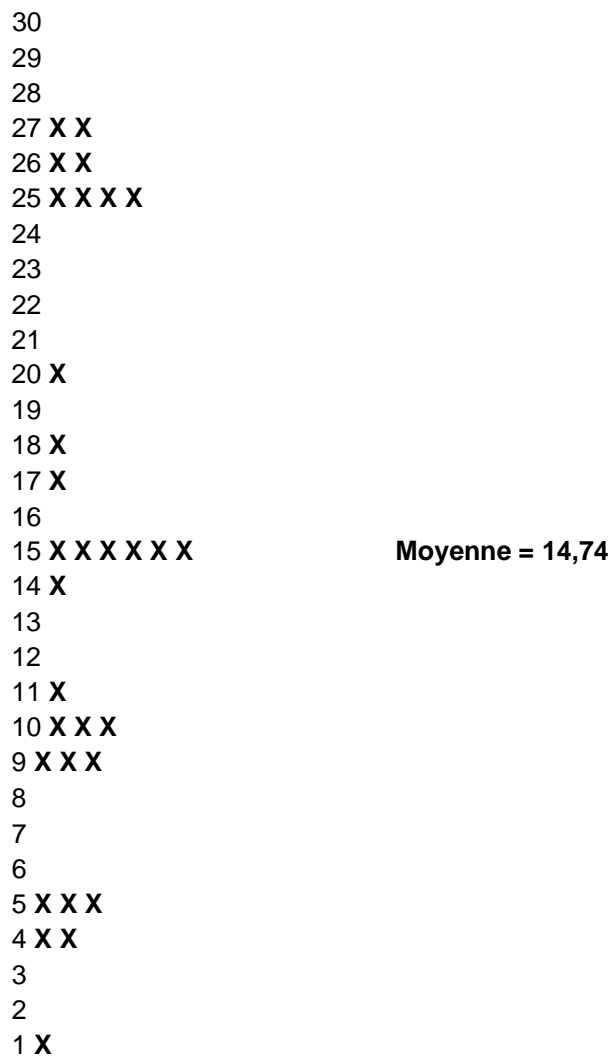 30
29
28
27 X X
26 X X
25 X X X X
24
23
22
21
20 X
19
18 X
17 X
16
15 X X X X X X Moyenne = 14,74
14 X
13
12
11 X
10 X X X
9 X X X
8
7
6
5 X X X
4 X X
3
2
1 X